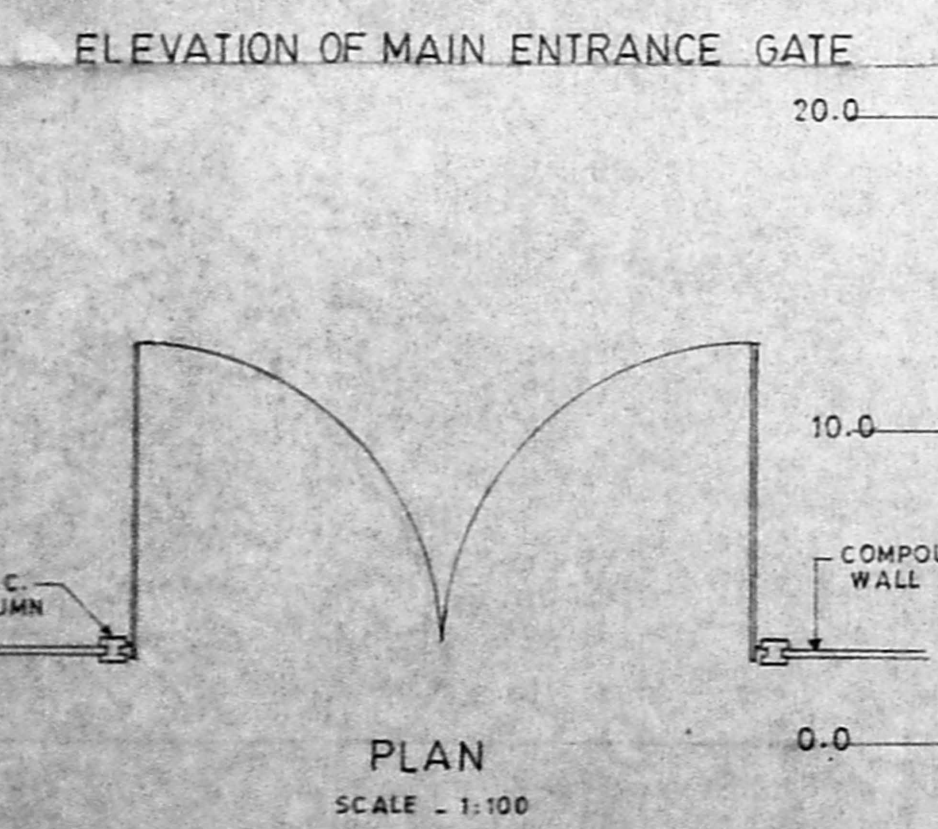 ELEVATION OF MAIN ENTRANCE GATE
20.0
10.0
COMPOU
WALL
C.
UMN
0.0
PLAN
SCALE - 1:100